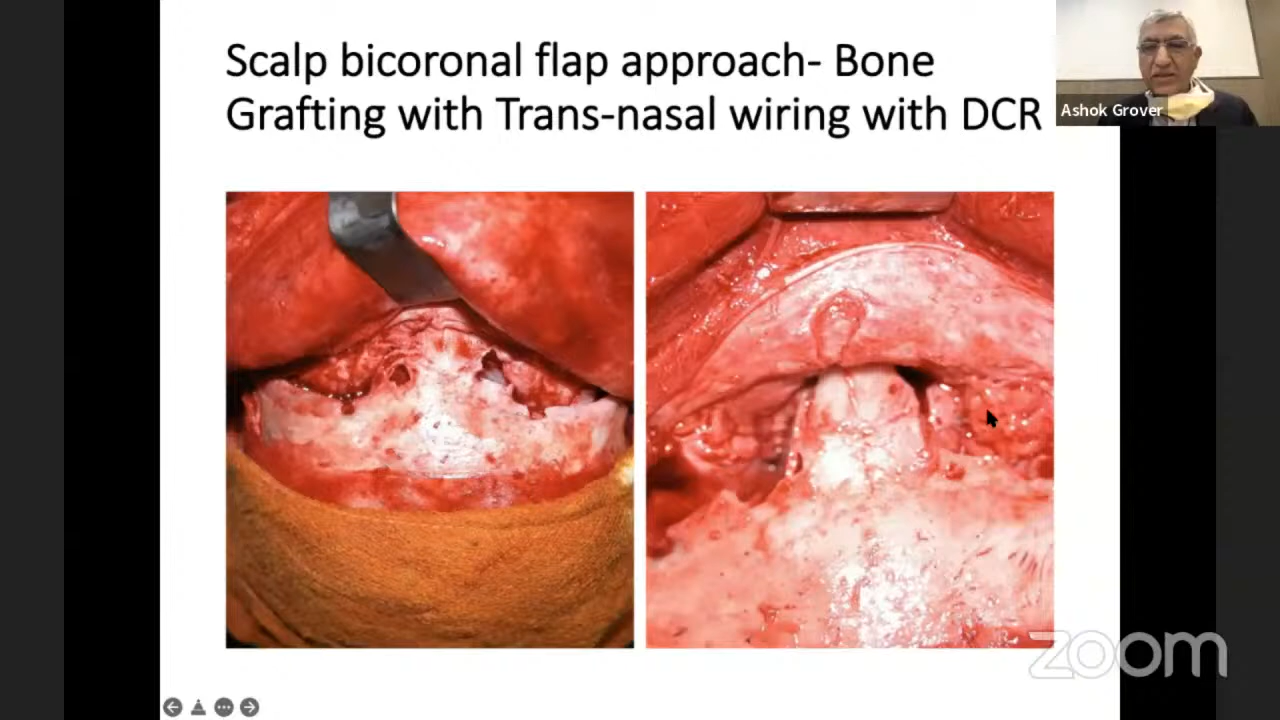 Scalp bicoronal flap approach- Bone
Grafting with Trans-nasal wiring with DCR
Ashok Grover
zoom